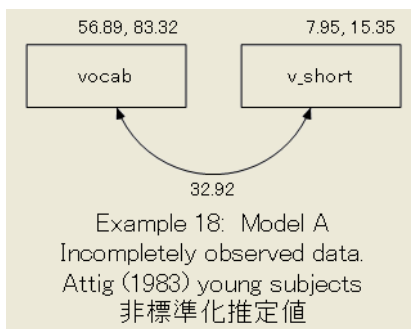 56.89, 83.32 7.95, 15.35
vocab v_short
32.92
Example 18: Model A
Incompletely observed data.
Attig (1983) young subjects
非標準化推定値